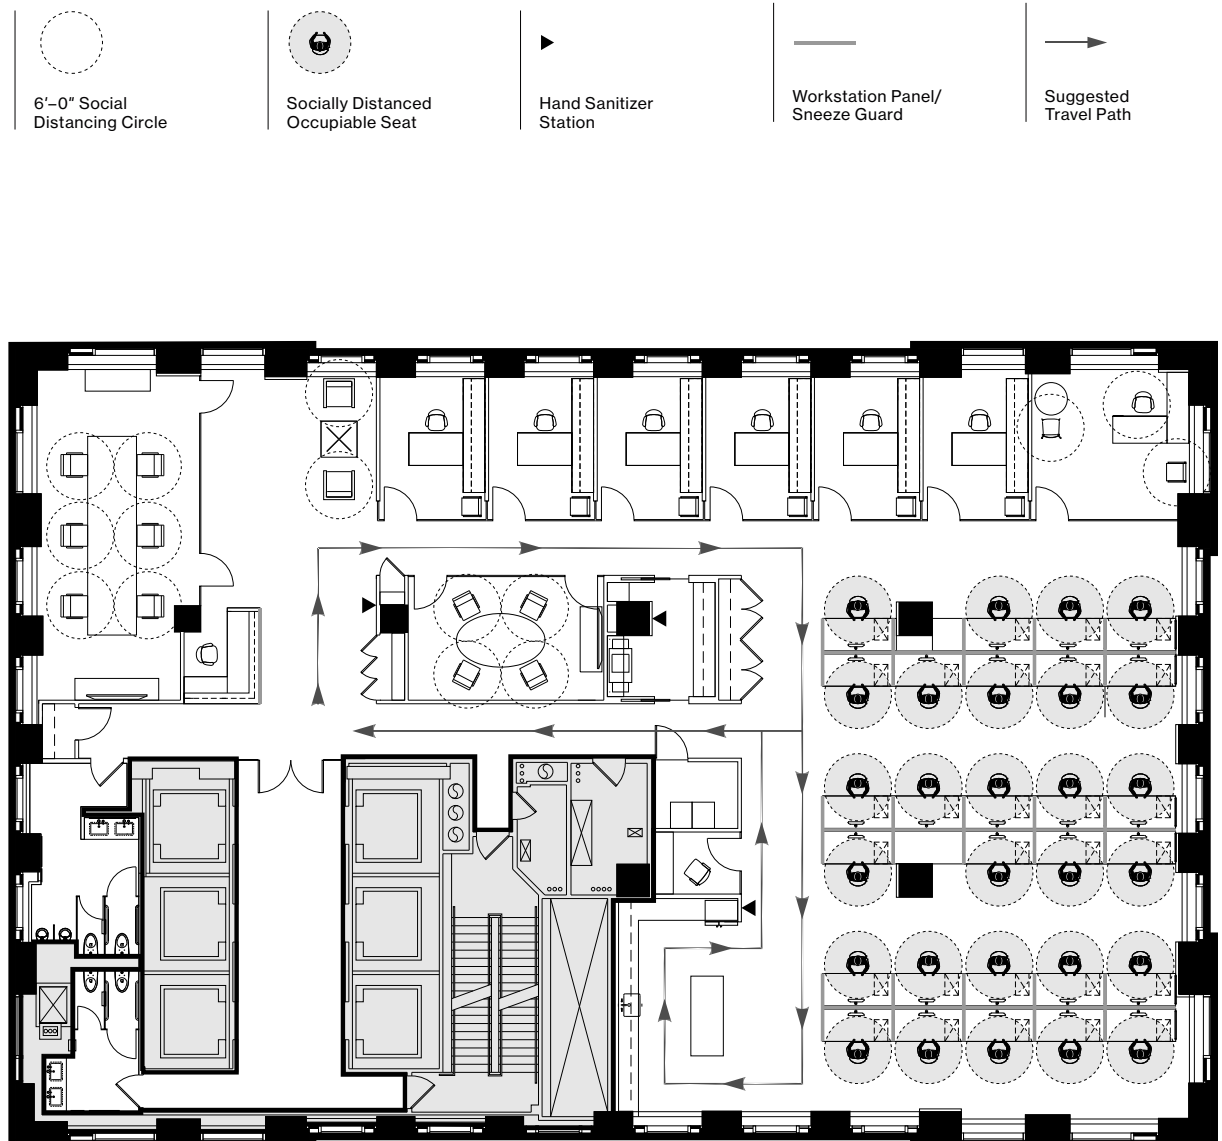 6'–0" Social
Distancing Circle
Socially Distanced
Occupiable Seat
Hand Sanitizer
Station
Workstation Panel/
Sneeze Guard
Suggested
Travel Path